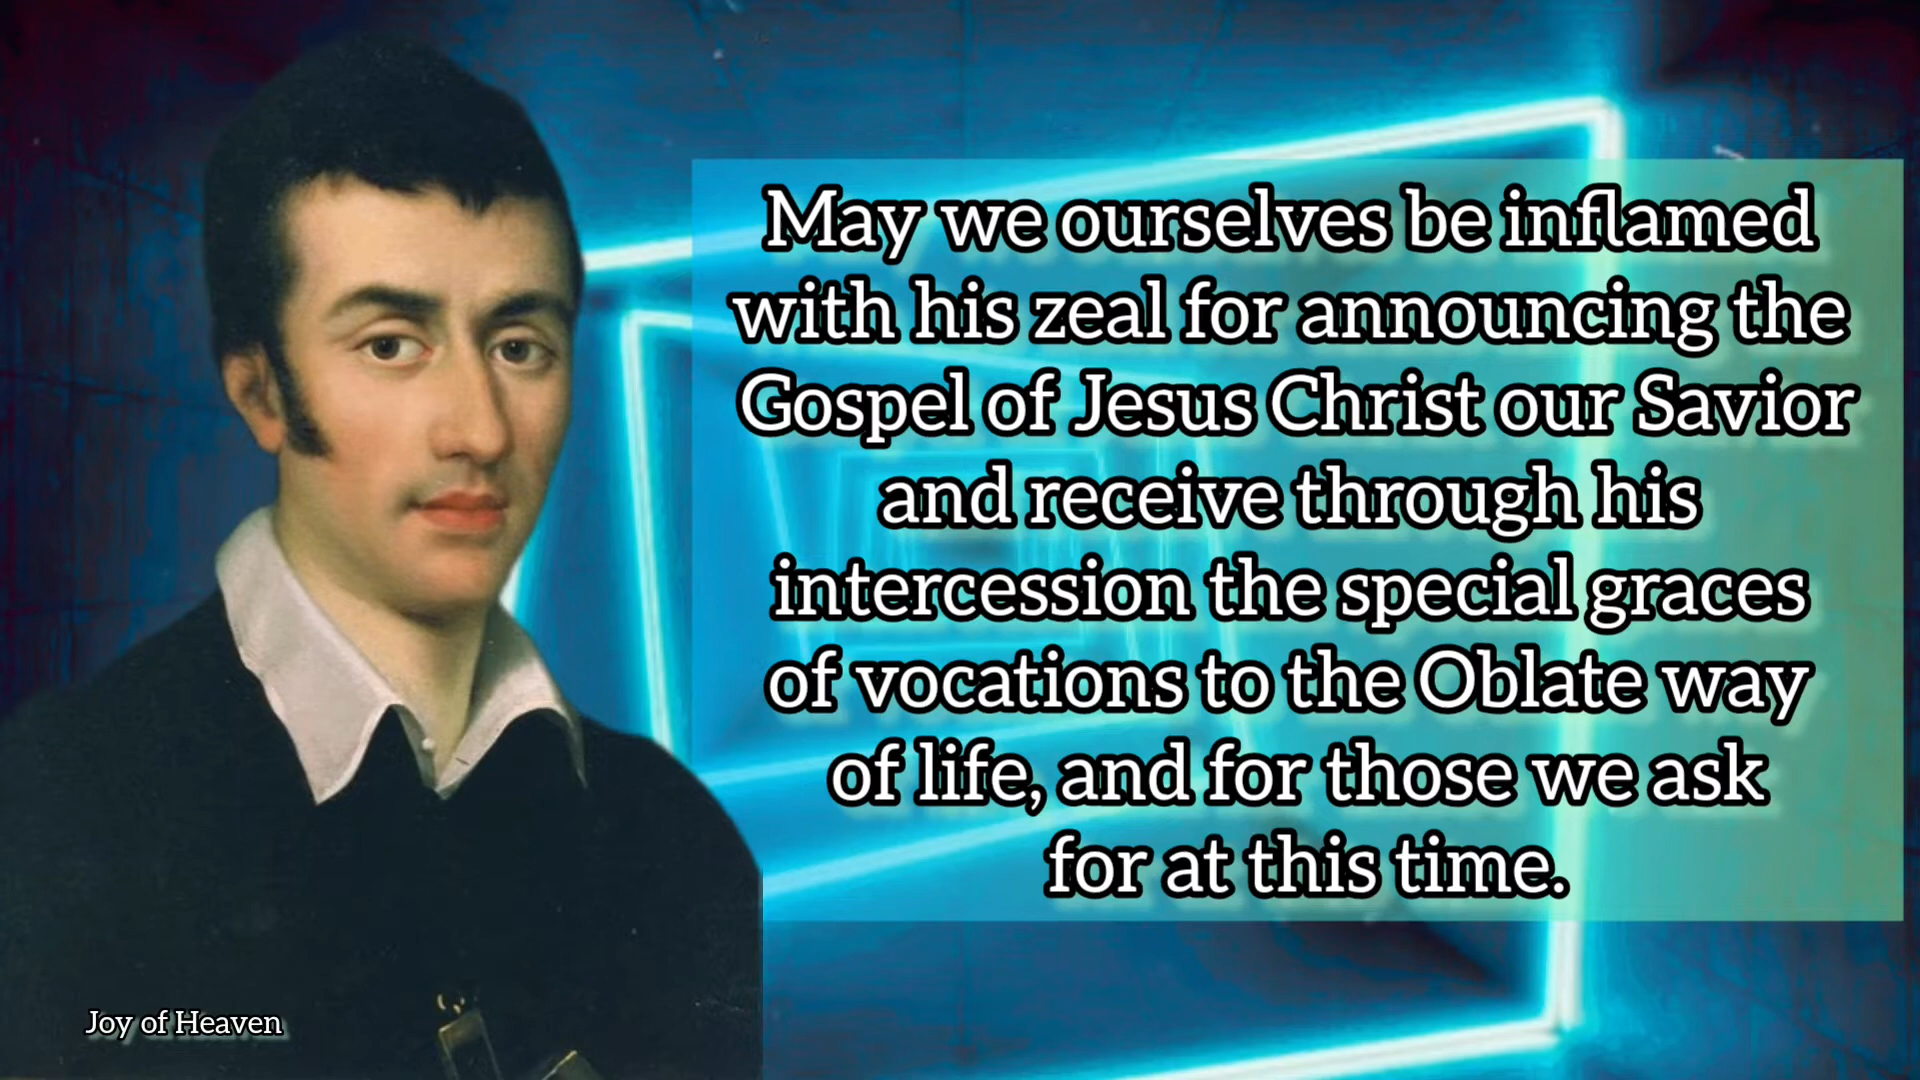 May we ourselves be inflamed
with his zeal for announcing the
Gospel of Jesus Christ our Savior
and receive through his
intercession the special graces
of vocations to the Oblate way
of life, and for those we ask
for at this time.
Joy of Heaven